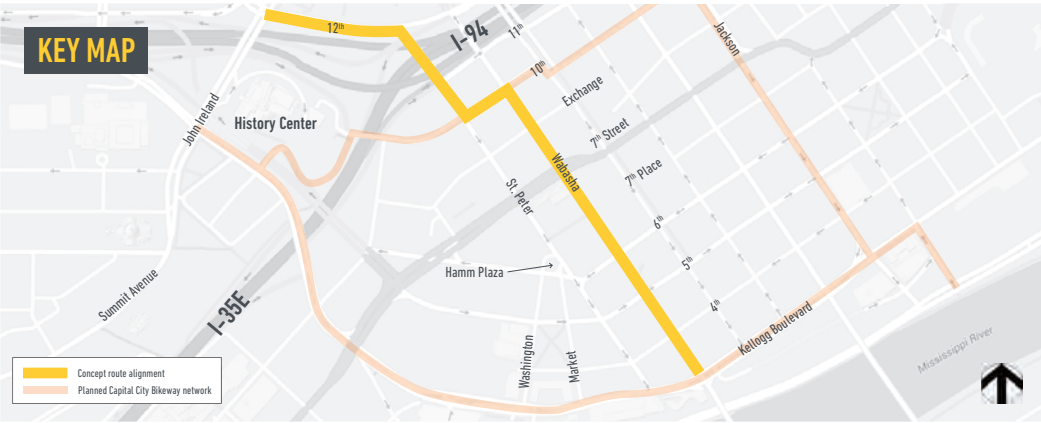 KEY MAP
12th
I-94
11th
10th
Jackson
Exchange
John Ireland
History Center
7th Street
Wabasha
7th Place
St. Peter
6th
5th
Hamm Plaza
4th
Summit Avenue
I-35E
Kellogg Boulevard
Washington
Market
Mississippi River
Concept route alignment
Planned Capital City Bikeway network